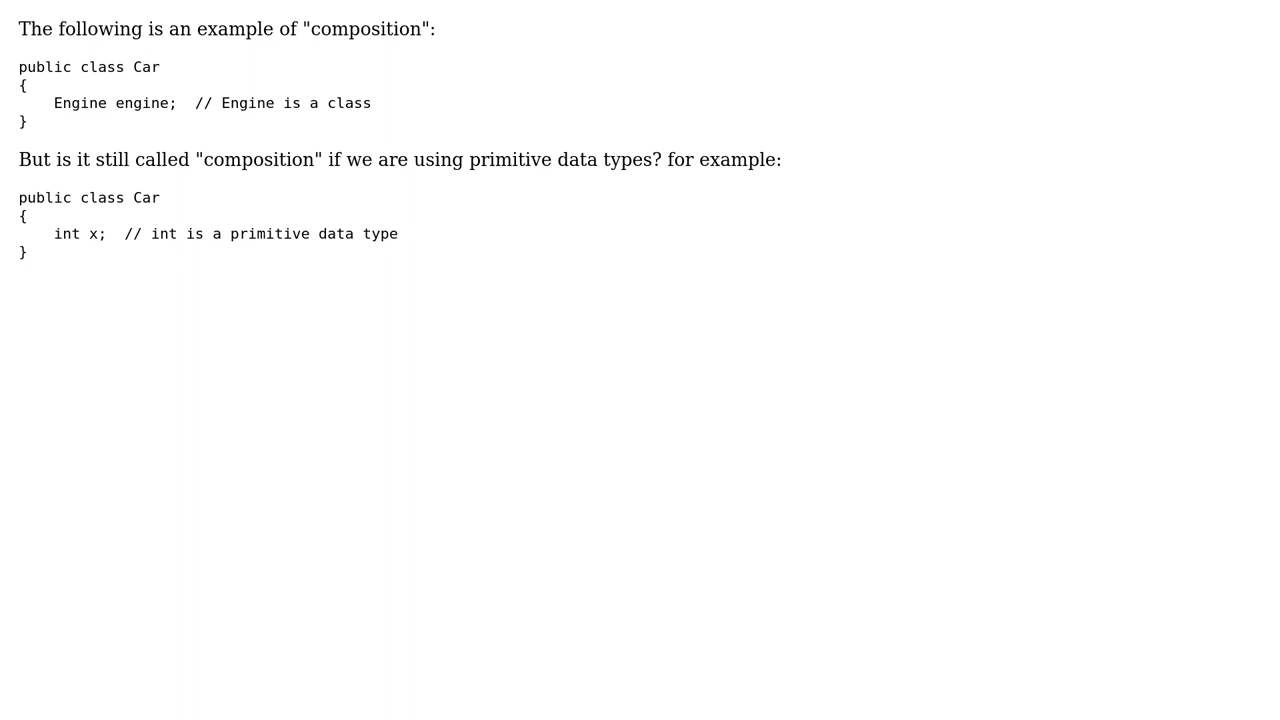 The following is an example of "composition":
public class Car
{
    Engine engine;  // Engine is a class
}
But is it still called "composition" if we are using primitive data types? for example:
public class Car
{
    int x;  // int is a primitive data type
}